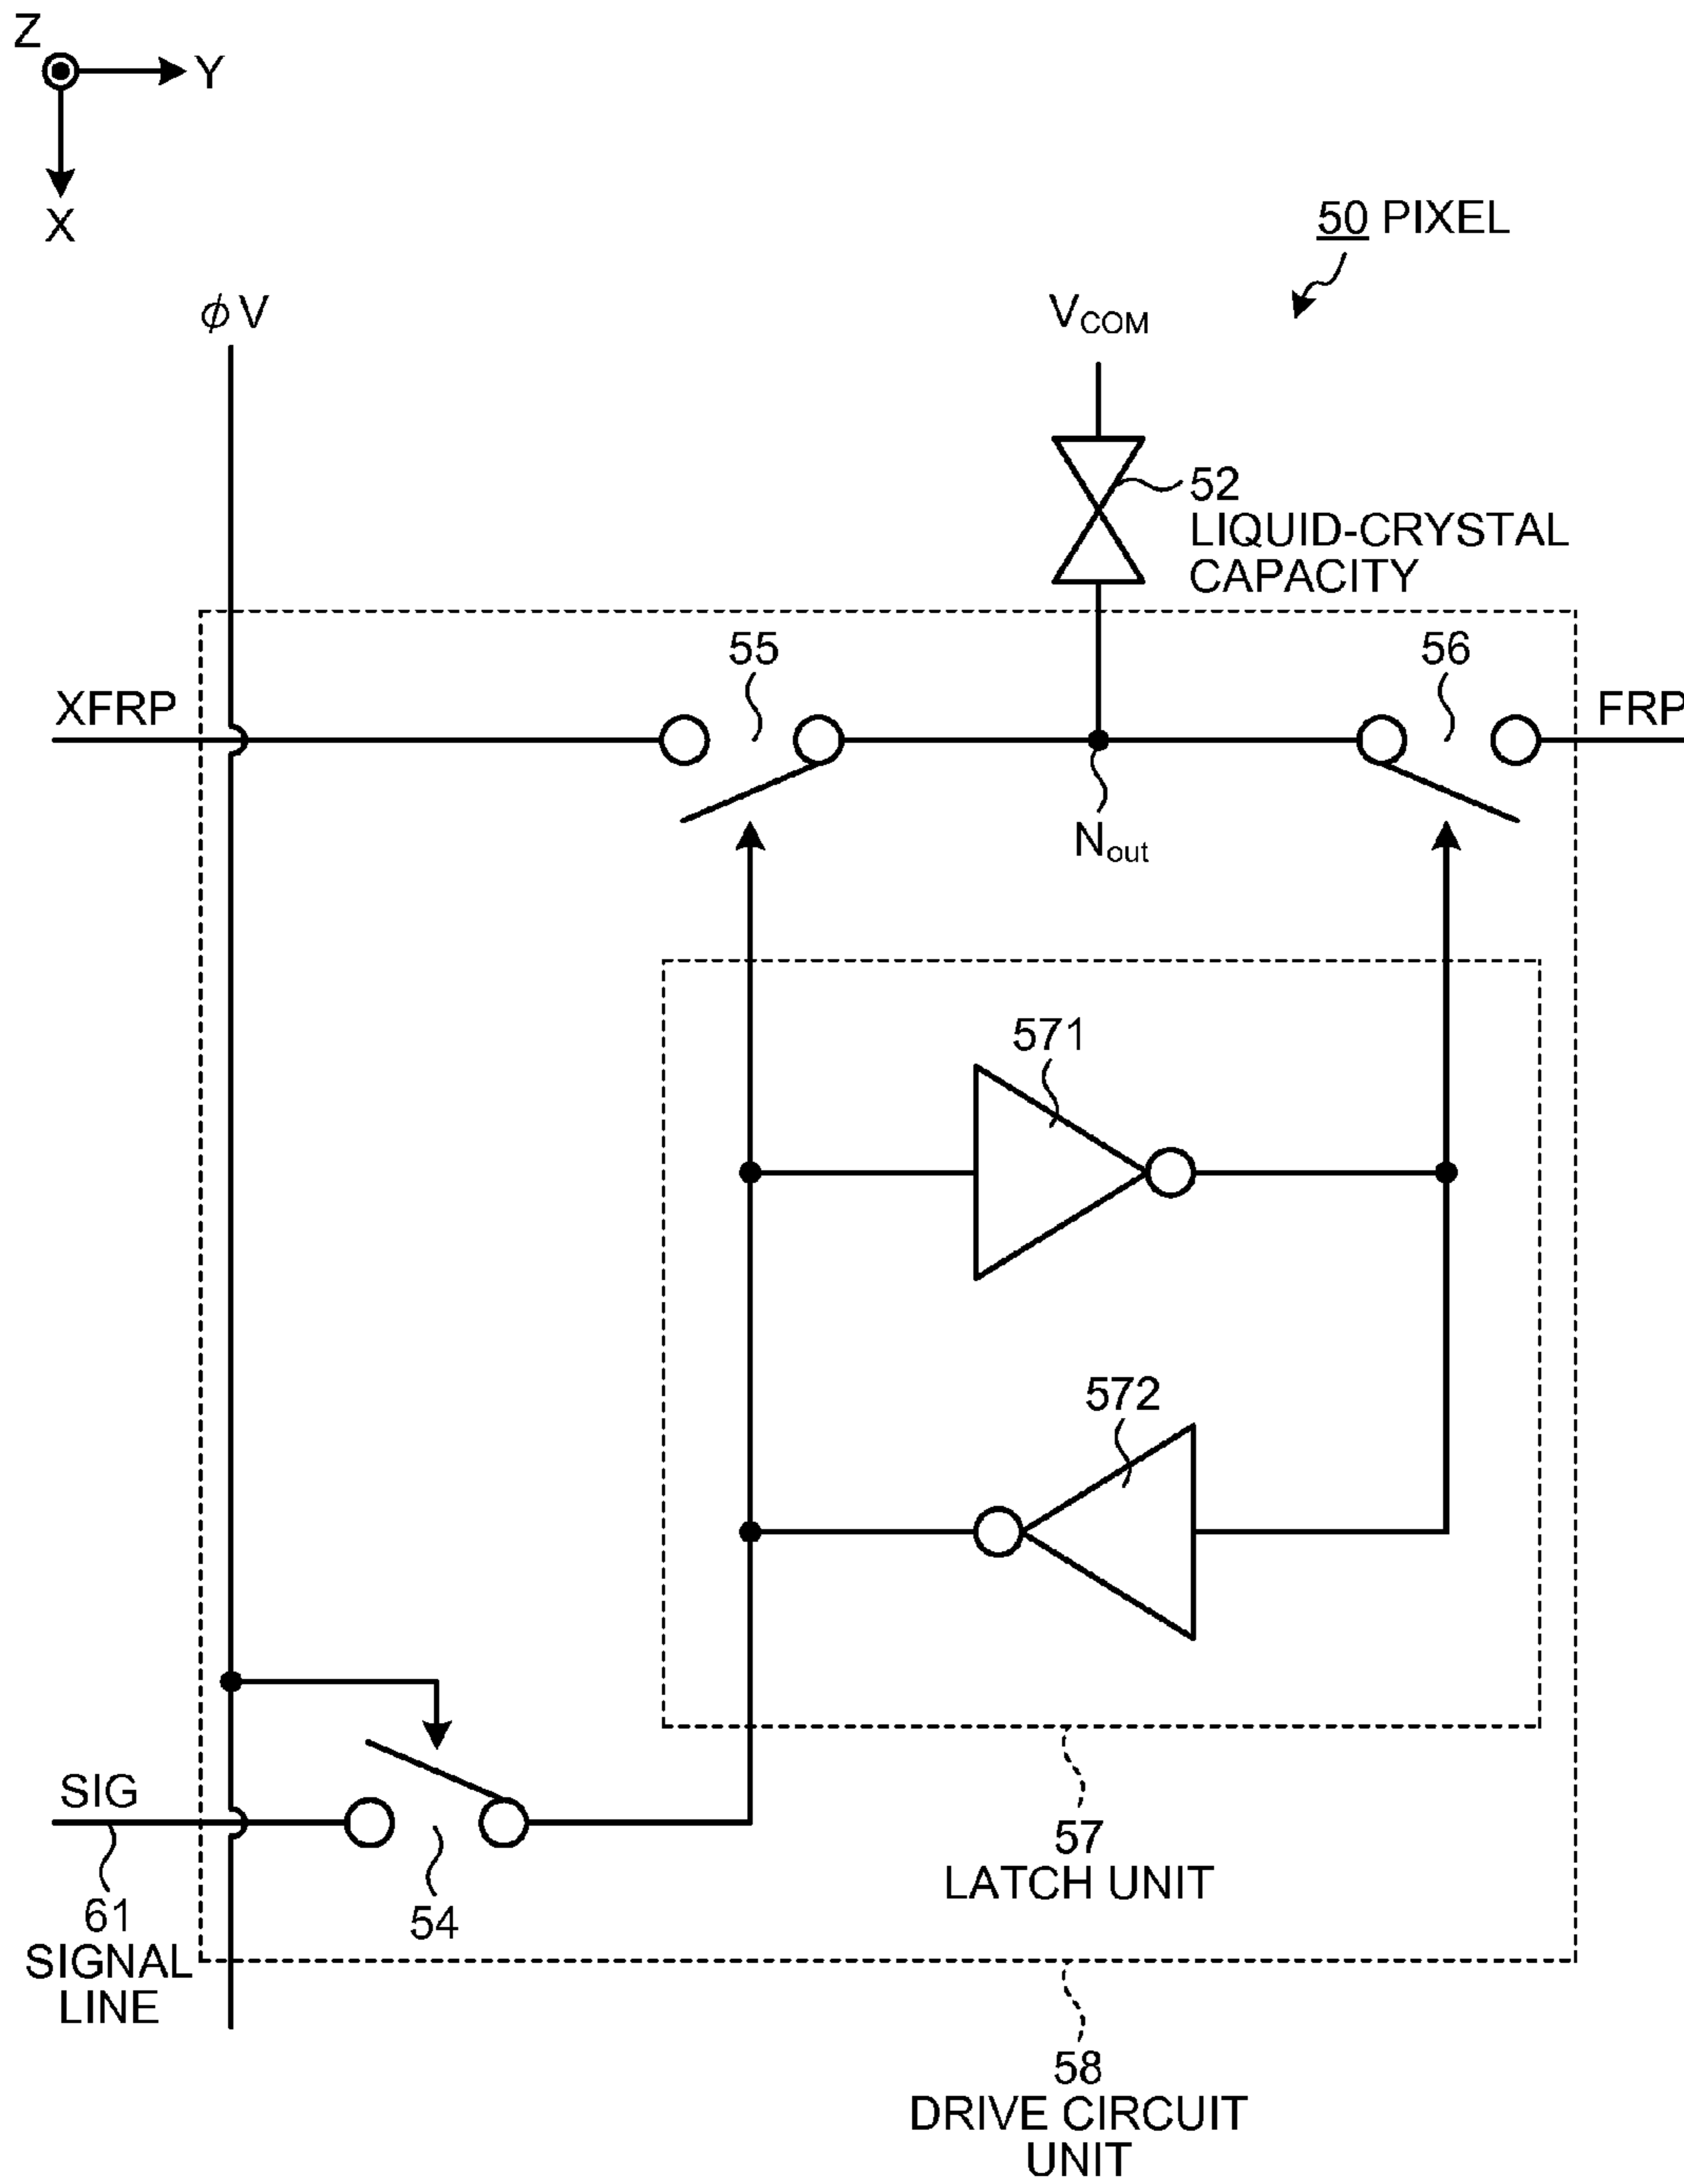 Z
Y
X
50 PIXEL
ϕV
VCOM
52
LIQUID-CRYSTAL
CAPACITY
55
56
XFRP
FRP
Nout
571
572
SIG
61
SIGNAL
LINE
54
57
LATCH UNIT
58
DRIVE CIRCUIT
UNIT